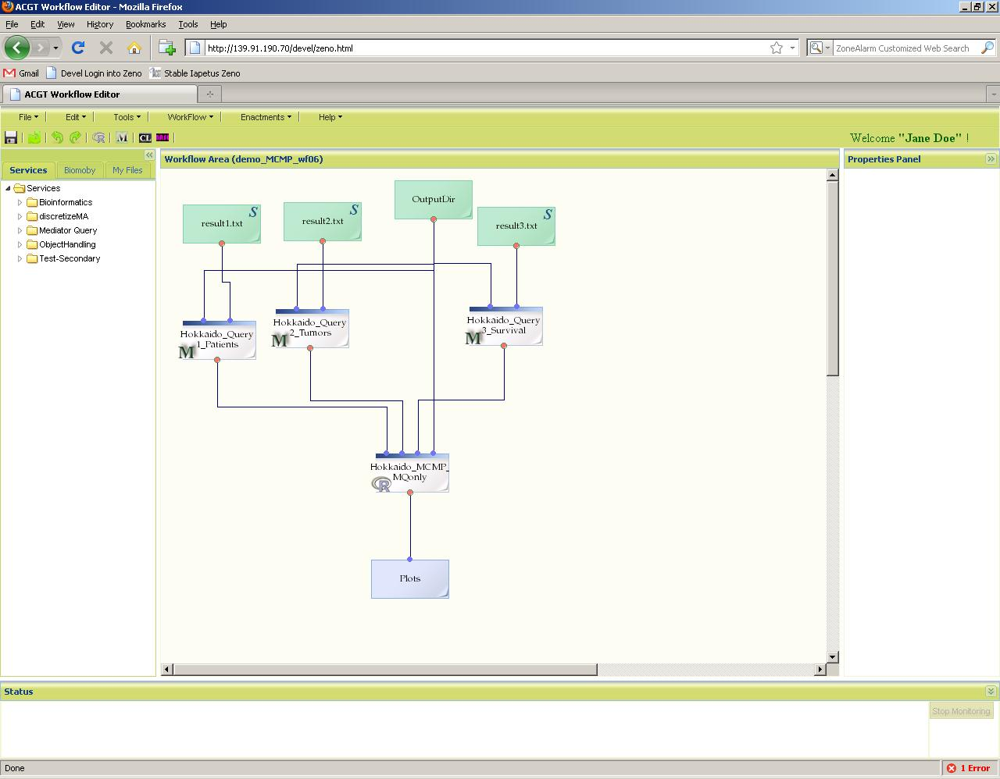 ACGT Workflow Editor - Mozilla Firefox
File Edit View History Bookmarks Tools Help
http://139.91.190.70/devel/zeno.html
ZoneAlarm Customized Web Search
Gmail Devel Login into Zeno Stable Iapetus Zeno
ACGT Workflow Editor
File Edit Tools WorkFlow Enactments Help
R M CL
Welcome "Jane Doe" !
Services Biomoby My Files
Services
Bioinformatics
discretizeMA
Mediator Query
ObjectHandling
Test-Secondary
Workflow Area (demo_MCMP_wf06)
OutputDir
S
result1.txt
S
result2.txt
S
result3.txt
Hokkaido_Query
1_Patients
M
Hokkaido_Query
2_Tumors
M
Hokkaido_Query
3_Survival
M
Hokkaido_MCMP_
MQonly
R
Plots
Properties Panel
Status
Stop Monitoring
Done
1 Error